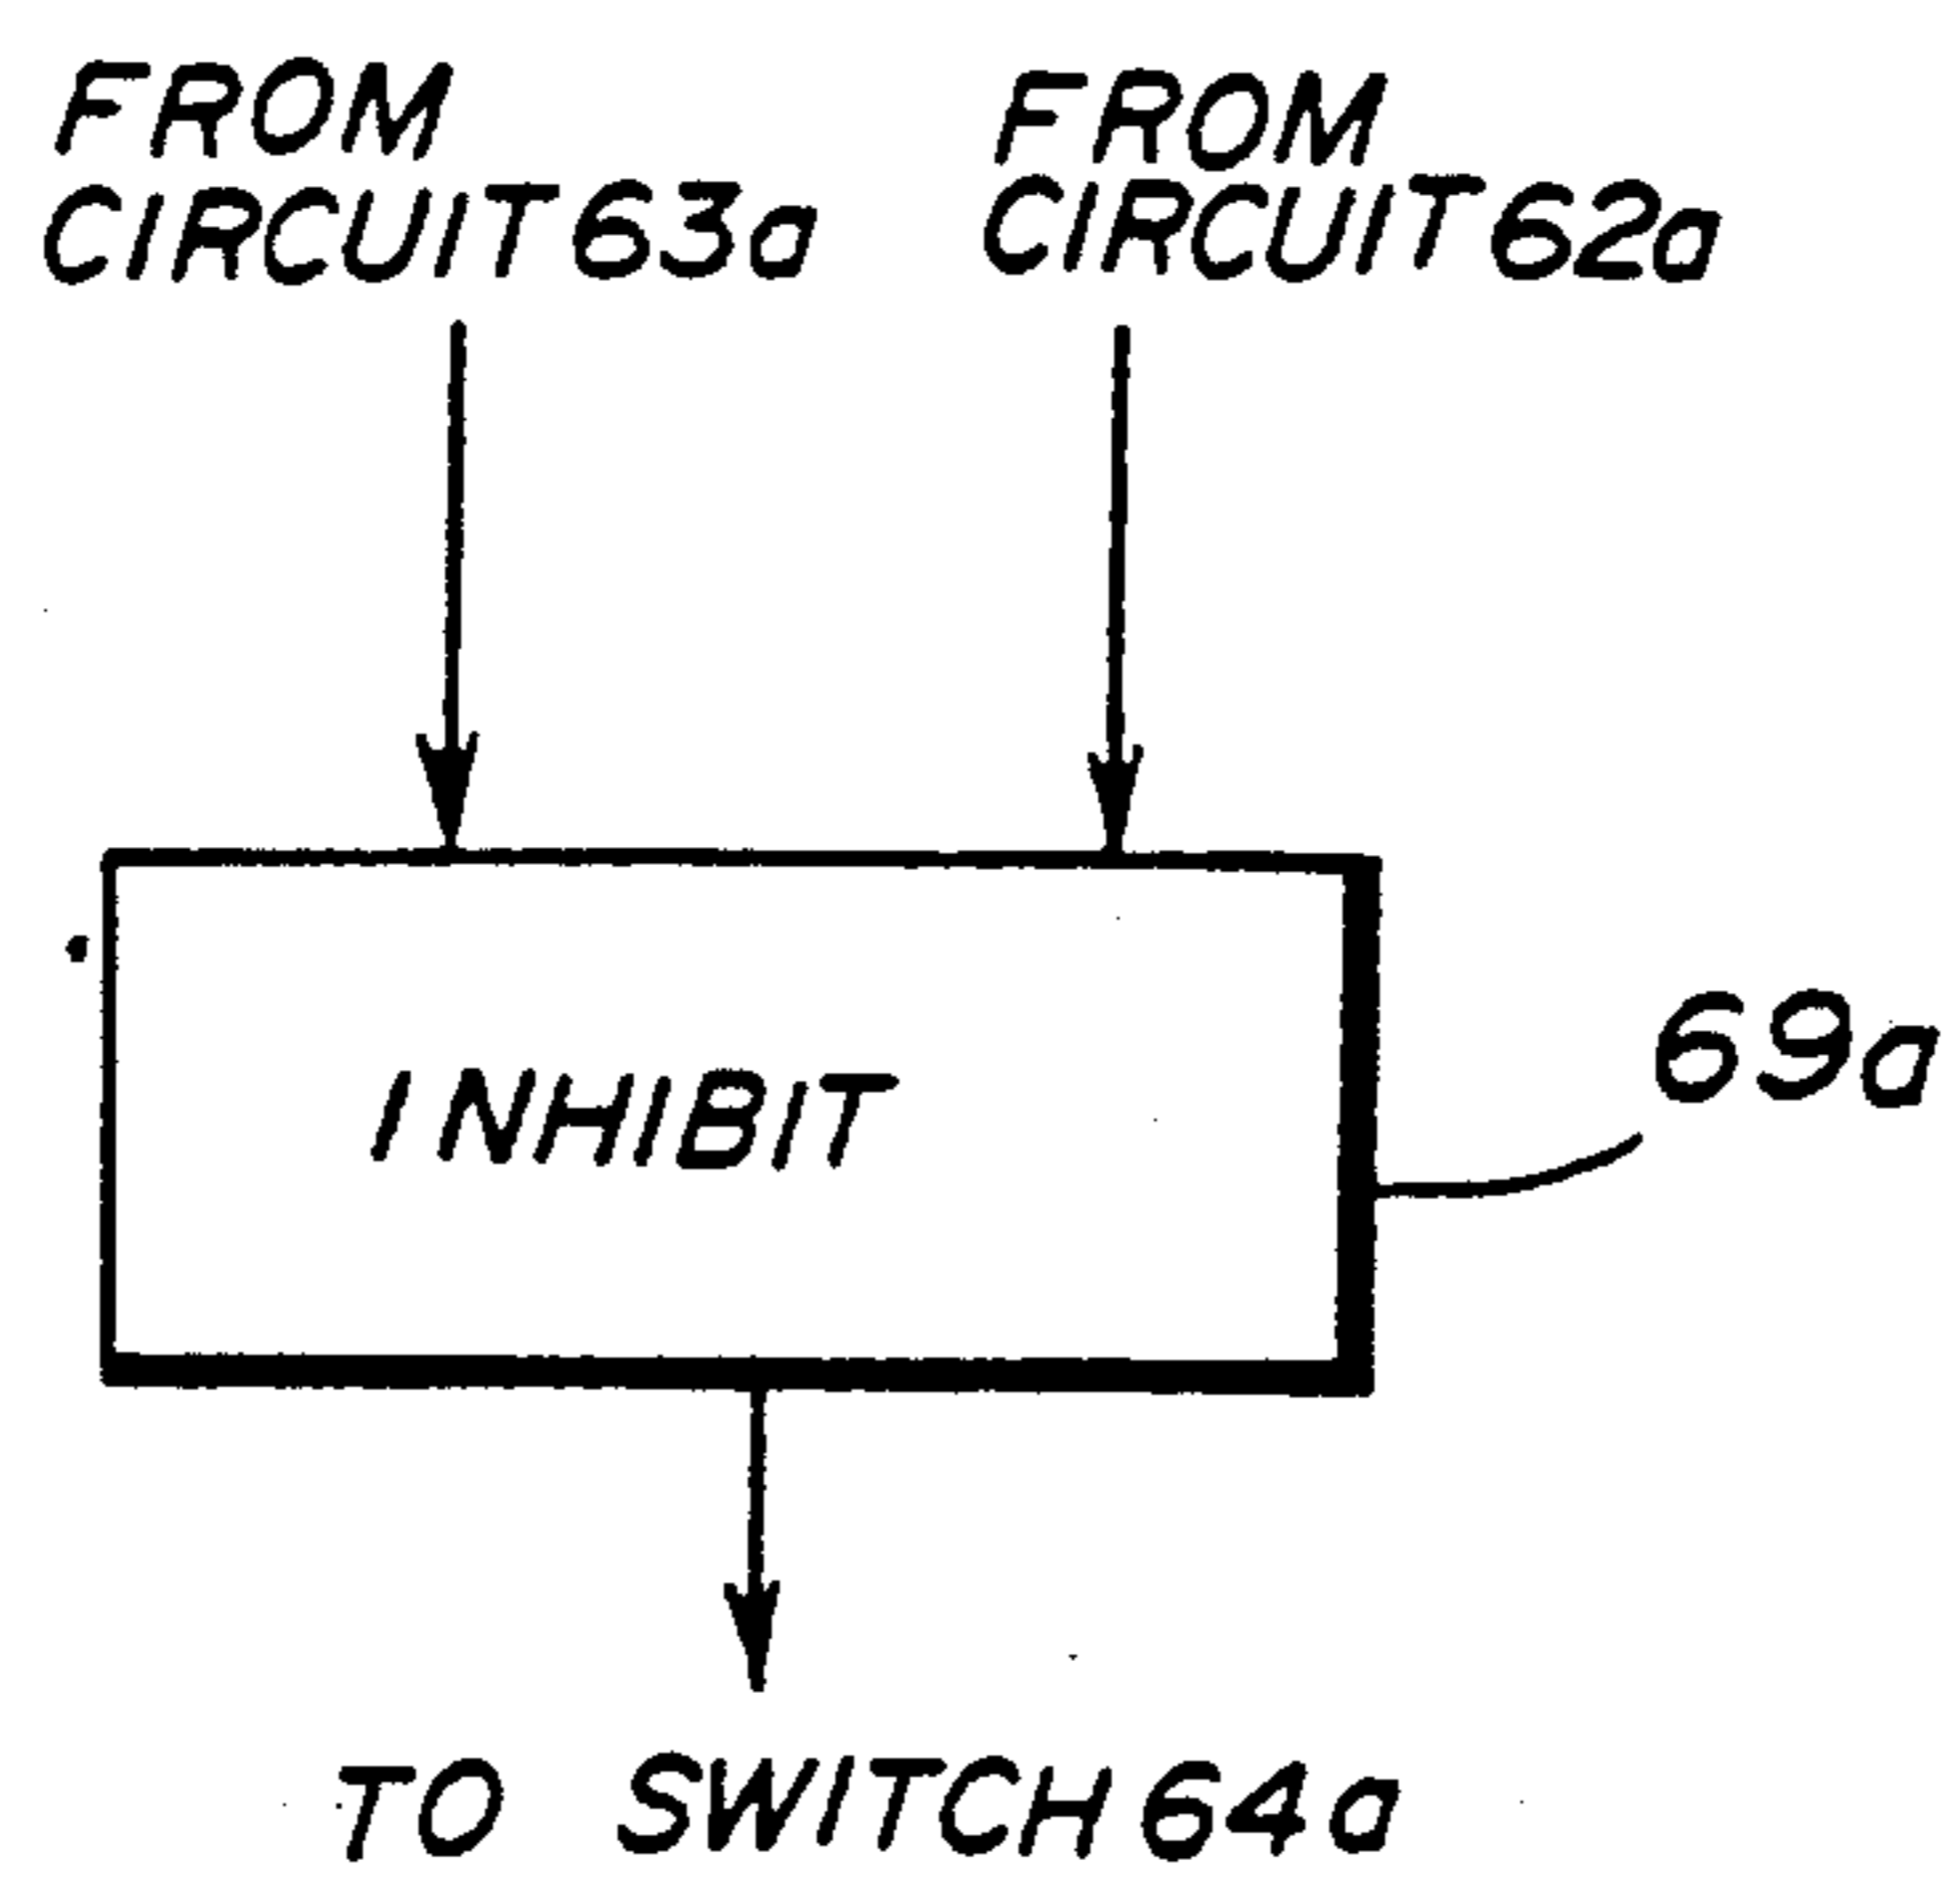 FROM
CIRCUIT 63a
FROM
CIRCUIT 62a
INHIBIT
69a
TO SWITCH 64a